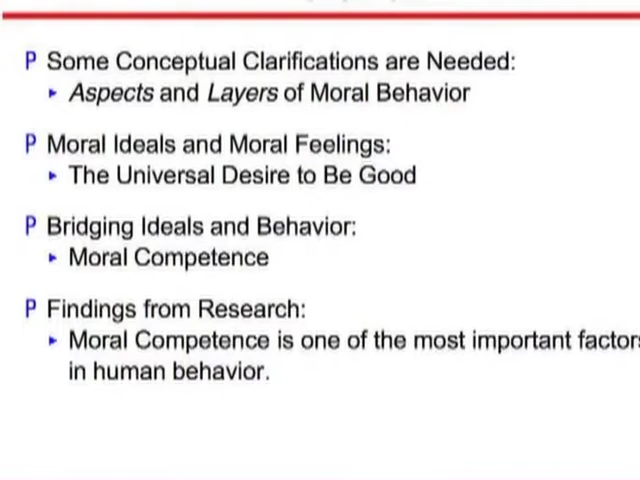 P Some Conceptual Clarifications are Needed:
Aspects and Layers of Moral Behavior
P Moral Ideals and Moral Feelings:
The Universal Desire to Be Good
P Bridging Ideals and Behavior:
Moral Competence
P Findings from Research:
Moral Competence is one of the most important factors
in human behavior.